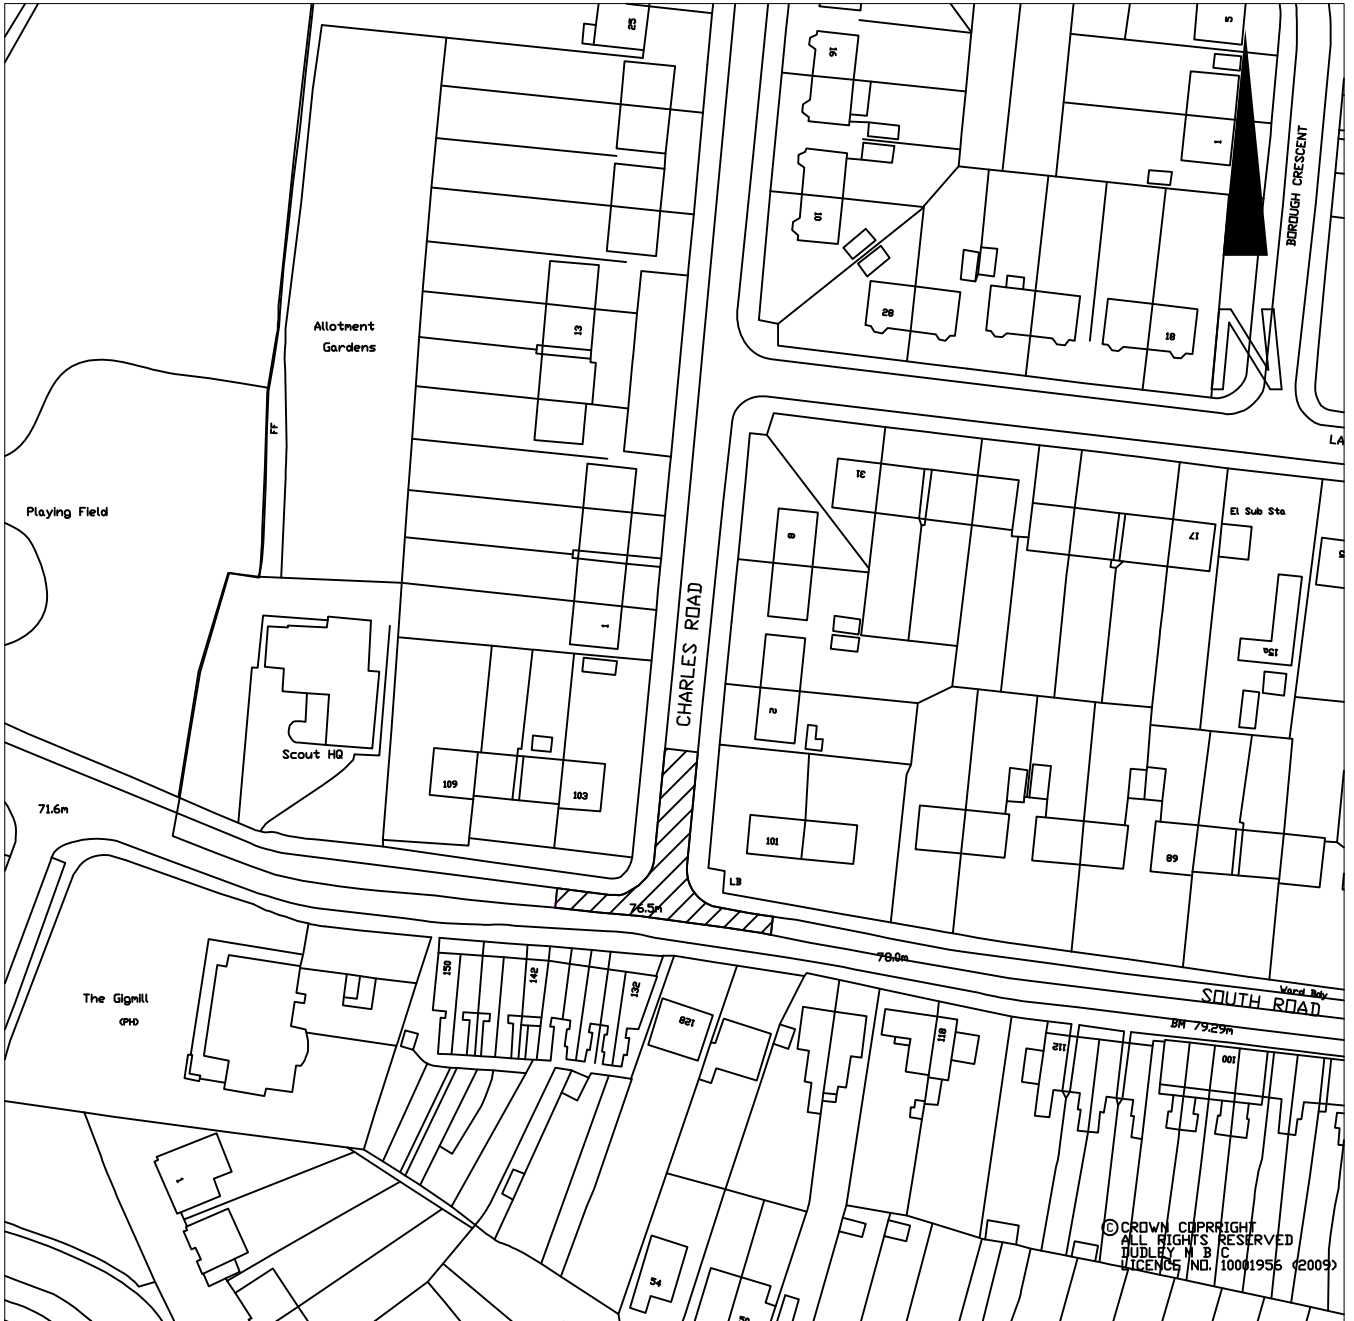 25
16
5
1
BOROUGH CRESCENT
10
28
18
N
13
Allotment
Gardens
FF
LA
31
17
El Sub Sta
Playing Field
8
1
CHARLES ROAD
15a
2
Scout HQ
109
103
101
89
71.6m
LB
76.5m
78.0m
150
142
132
The Gigmill
(PH)
128
118
112
100
Ward Bdy
SOUTH ROAD
BM 79.29m
1
54
© CROWN COPRRIGHT
ALL RIGHTS RESERVED
DUDLEY M B C
LICENCE NO. 10001956 (2009)